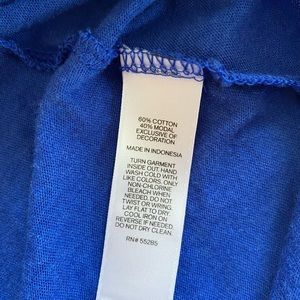 60% COTTON
40% MODAL
EXCLUSIVE OF
DECORATION
MADE IN INDONESIA
TURN GARMENT
INSIDE OUT. HAND
WASH COLD WITH
LIKE COLORS. ONLY
NON-CHLORINE
BLEACH WHEN
NEEDED. DO NOT
TWIST OR WRING.
LAY FLAT TO DRY
COOL IRON ON
REVERSE IF NEEDED.
DO NOT DRY CLEAN.
RN# 55285